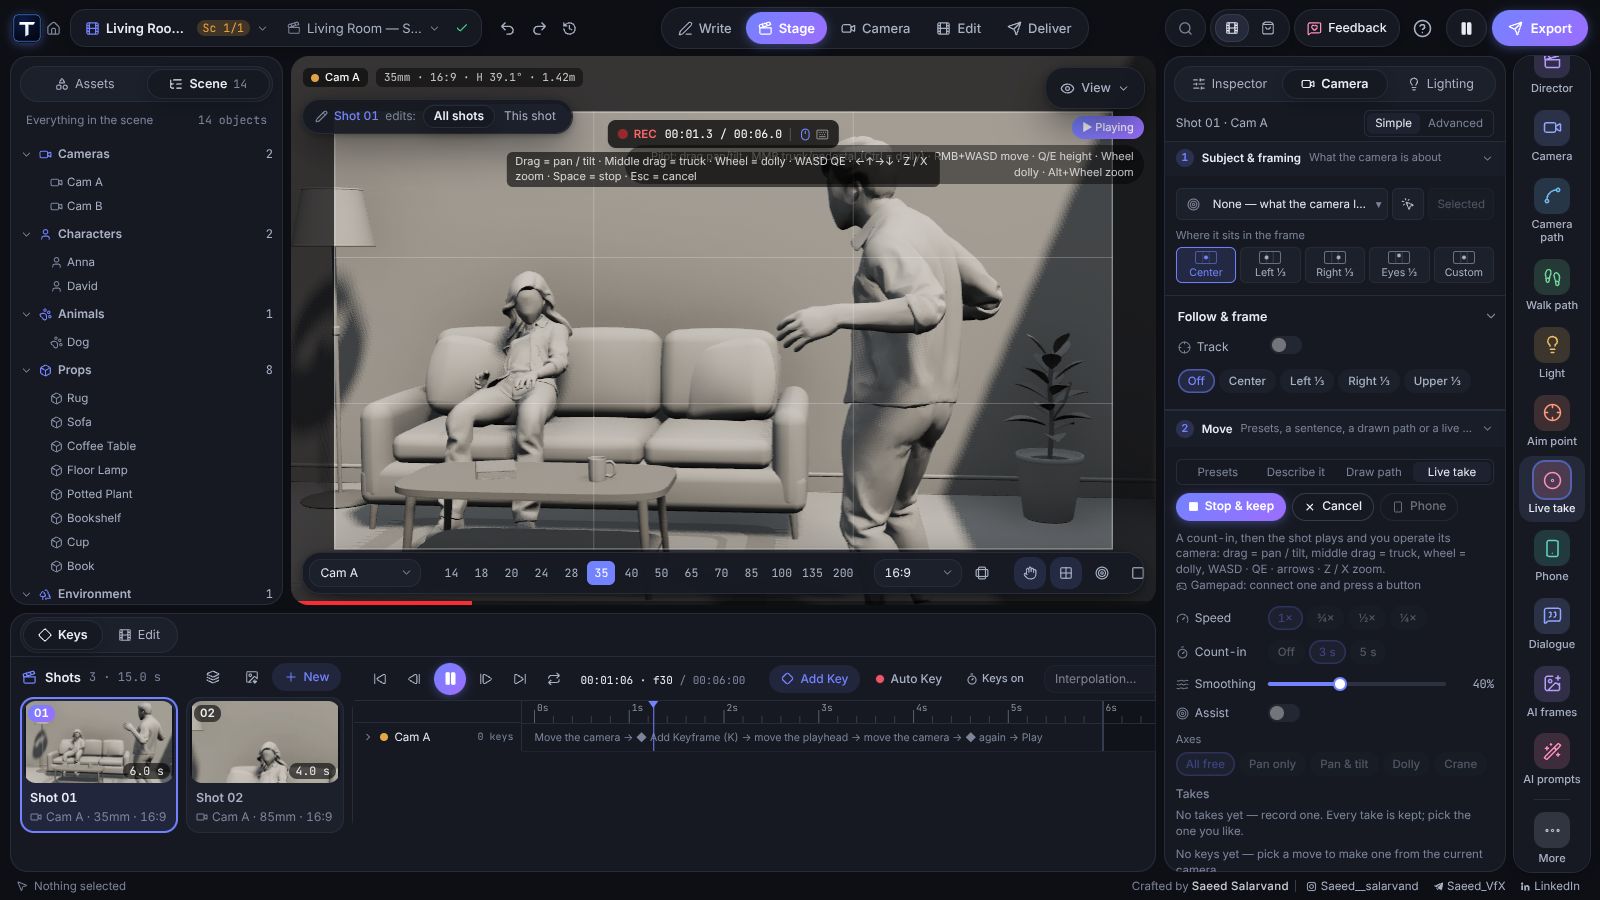 T
Living Roo...
Sc 1/1
Living Room — S...
Write
Stage
Camera
Edit
Deliver
Feedback
Export
Assets
Scene 14
Everything in the scene
14 objects
Cameras 2
Cam A
Cam B
Characters 2
Anna
David
Animals 1
Dog
Props 8
Rug
Sofa
Coffee Table
Floor Lamp
Potted Plant
Bookshelf
Cup
Book
Environment 1
Cam A
35mm · 16:9 · H 39.1° · 1.42m
View
Shot 01 edits: All shots This shot
REC 00:01.3 / 00:06.0
Playing
Drag = pan / tilt · Middle drag = truck · Wheel = dolly · WASD QE · ←↑→↓ · Z / X
zoom · Space = stop · Esc = cancel
RMB+WASD move · Q/E height · Wheel
dolly · Alt+Wheel zoom
Cam A
14 18 20 24 28 35 40 50 65 70 85 100 135 200
16:9
Keys
Edit
Shots 3 · 15.0 s
New
01
6.0 s
Shot 01
Cam A · 35mm · 16:9
02
4.0 s
Shot 02
Cam A · 85mm · 16:9
00:01:06 · f30 / 00:06:00
Add Key
Auto Key
Keys on
Interpolation...
0s 1s 2s 3s 4s 5s 6s
Cam A 0 keys
Move the camera → ◆ Add Keyframe (K) → move the playhead → move the camera → ◆ again → Play
Inspector
Camera
Lighting
Shot 01 · Cam A
Simple
Advanced
1 Subject & framing What the camera is about
None — what the camera l...
Selected
Where it sits in the frame
Center
Left ⅓
Right ⅓
Eyes ⅓
Custom
Follow & frame
Track
Off
Center
Left ⅓
Right ⅓
Upper ⅓
2 Move Presets, a sentence, a drawn path or a live ...
Presets
Describe it
Draw path
Live take
Stop & keep
Cancel
Phone
A count-in, then the shot plays and you operate its
camera: drag = pan / tilt, middle drag = truck, wheel =
dolly, WASD · QE · arrows · Z / X zoom.
Gamepad: connect one and press a button
Speed 1× ¾× ½× ¼×
Count-in Off 3 s 5 s
Smoothing 40%
Assist
Axes
All free
Pan only
Pan & tilt
Dolly
Crane
Takes
No takes yet — record one. Every take is kept; pick the
one you like.
No keys yet — pick a move to make one from the current
camera
Director
Camera
Camera
path
Walk path
Light
Aim point
Live take
Phone
Dialogue
AI frames
AI prompts
More
Nothing selected
Crafted by Saeed Salarvand
Saeed__salarvand
Saeed_VfX
LinkedIn